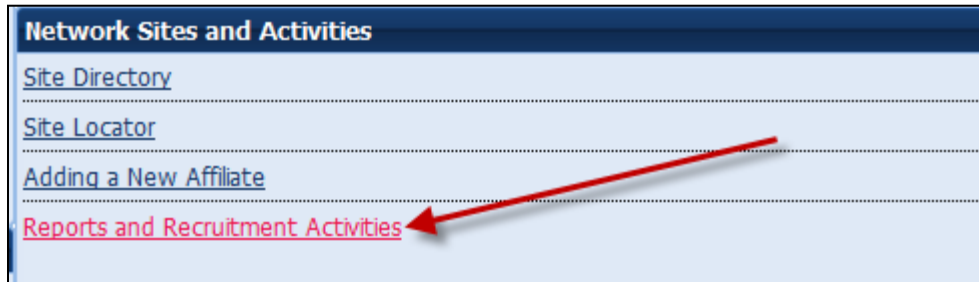 Network Sites and Activities
Site Directory
Site Locator
Adding a New Affiliate
Reports and Recruitment Activities